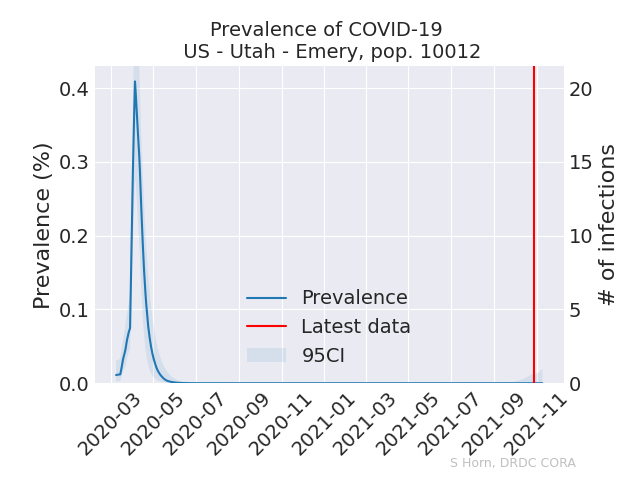 Prevalence of COVID-19
US - Utah - Emery, pop. 10012
Prevalence (%)
0.4
0.3
0.2
0.1
0.0
20
15
10
5
0
# of infections
Prevalence
Latest data
95CI
2020-03
2020-05
2020-07
2020-09
2020-11
2021-01
2021-03
2021-05
2021-07
2021-09
2021-11
S Horn, DRDC CORA